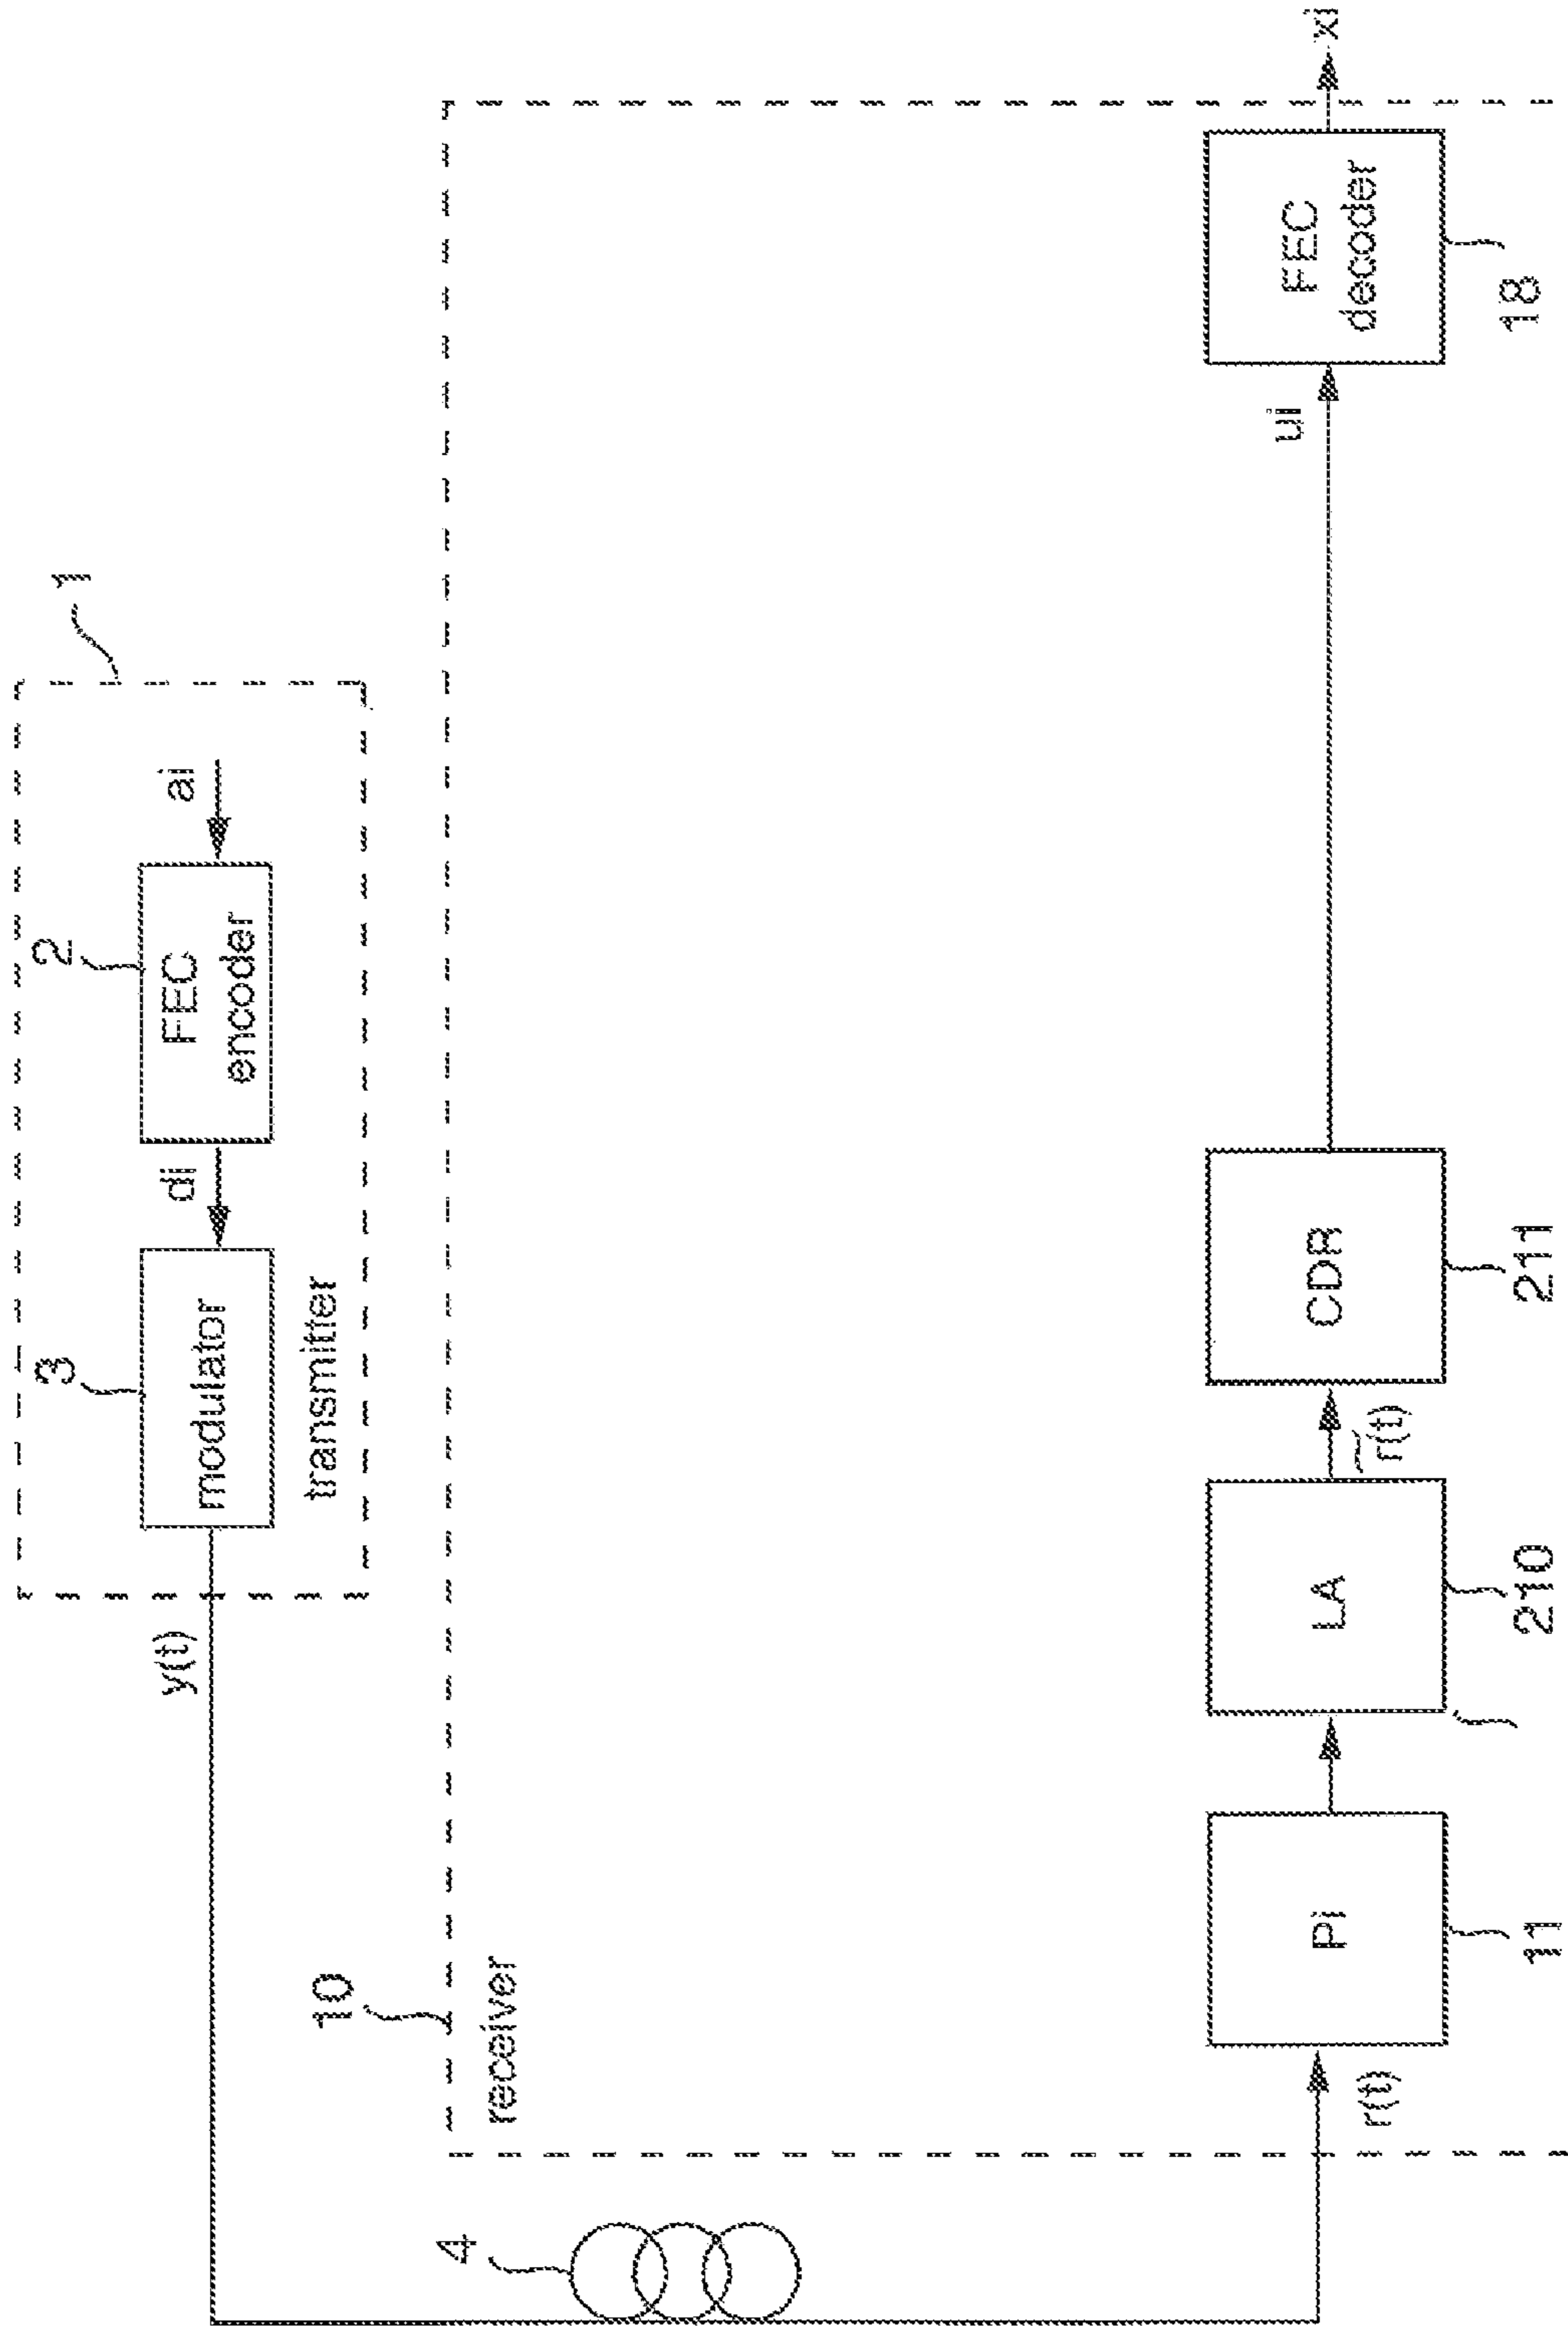 1
2
3
ai
FEC
encoder
di
modulator
transmitter
y(t)
4
10
receiver
r(t)
Pi
11
LA
210
r̃(t)
CDR
211
ui
FEC
decoder
18
xi